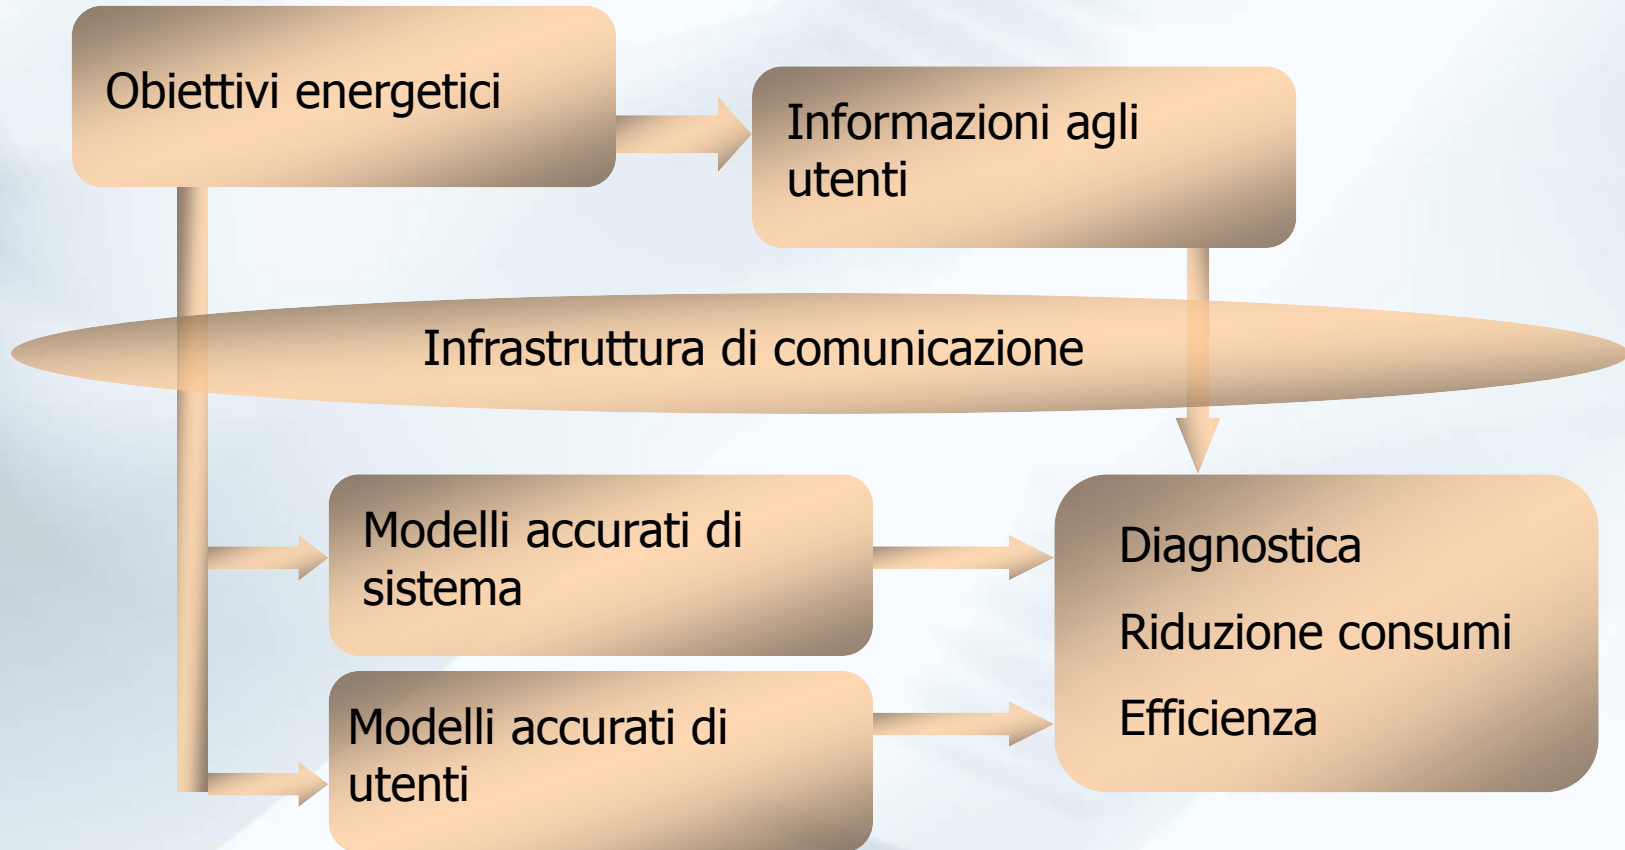 Obiettivi energetici
Informazioni agli
utenti
Infrastruttura di comunicazione
Modelli accurati di
sistema
Modelli accurati di
utenti
Diagnostica
Riduzione consumi
Efficienza